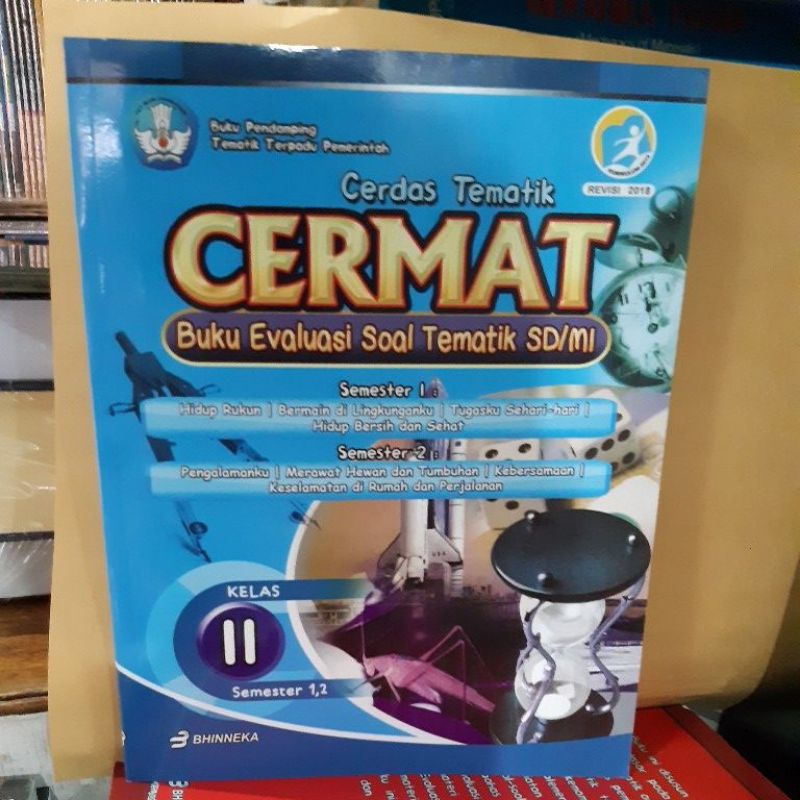 Buku Pendamping
Tematik Terpadu Pemerintah
REVISI 2018
Cerdas Tematik
CERMAT
Buku Evaluasi Soal Tematik SD/MI
Semester 1 :
Hidup Rukun | Bermain di Lingkunganku | Tugasku Sehari-hari |
Hidup Bersih dan Sehat
Semester 2 :
Pengalamanku | Merawat Hewan dan Tumbuhan | Kebersamaan |
Keselamatan di Rumah dan Perjalanan
USA
KELAS
II
Semester 1,2
BHINNEKA